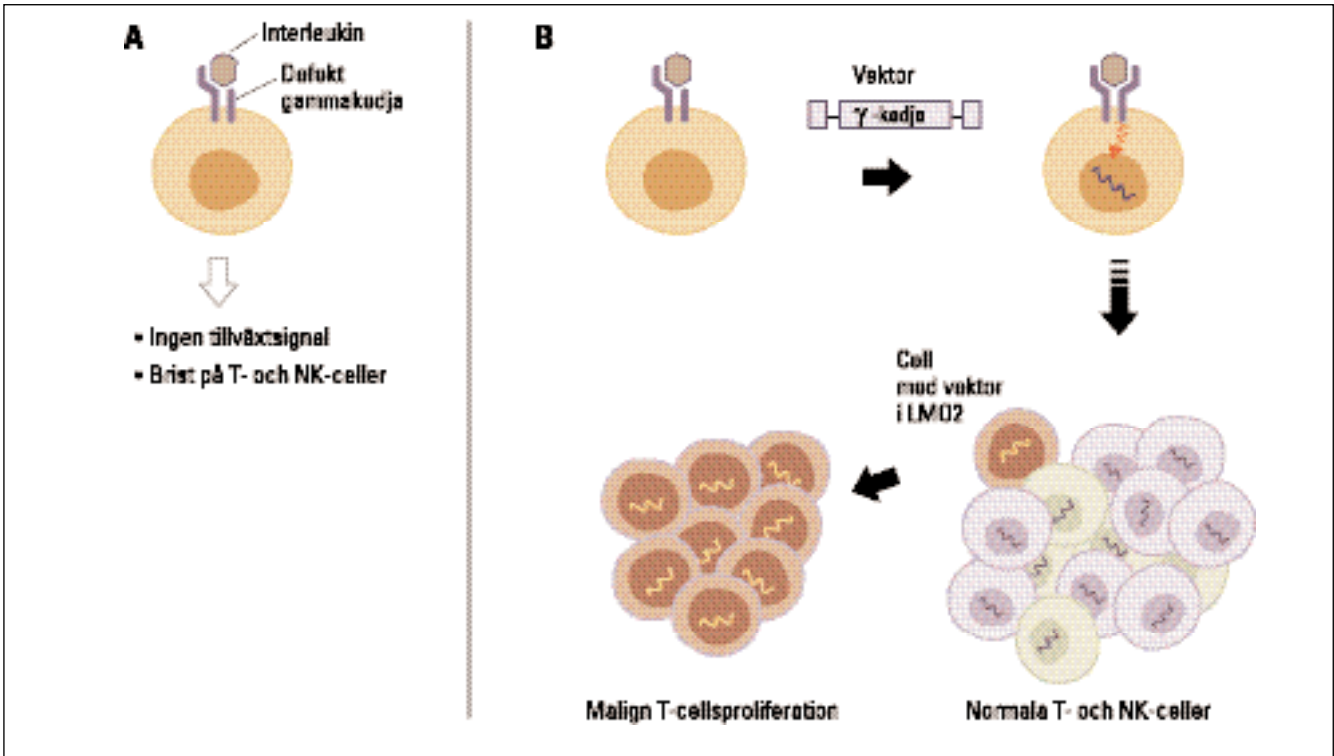 A
Interleukin
Defekt
gammakedja
• Ingen tillväxtsignal
• Brist på T- och NK-celler
B
Vektor
γ-kedja
Cell
med vektor
i LMO2
Malign T-cellsproliferation
Normala T- och NK-celler